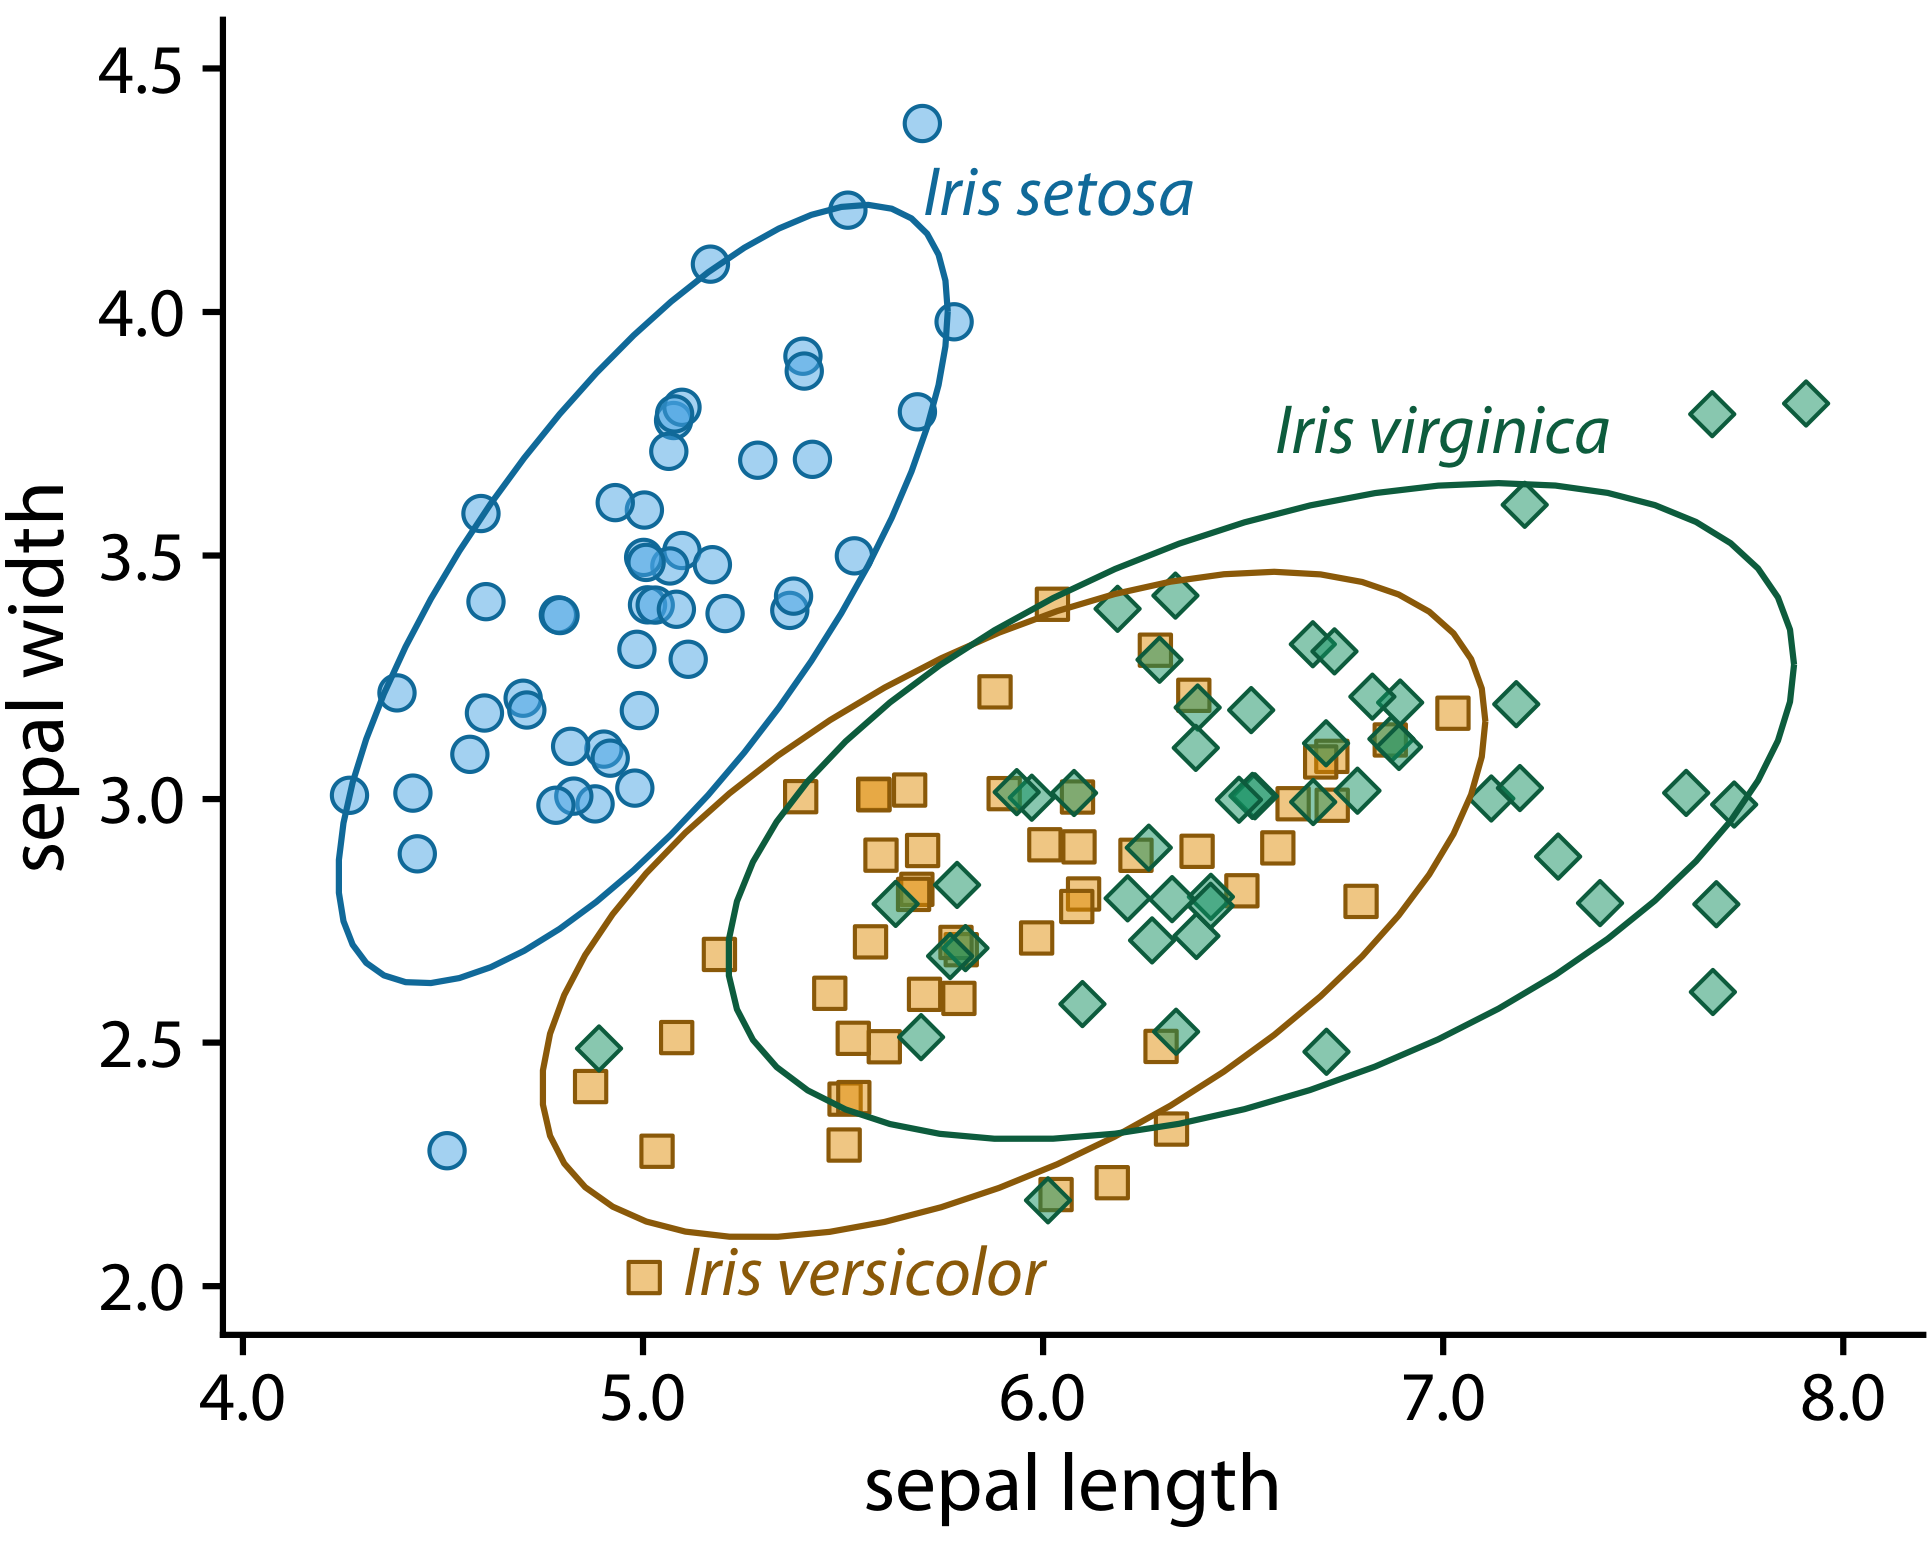 4.5
Iris setosa
4.0
Iris virginica
3.5
sepal width
3.0
2.5
2.0
Iris versicolor
4.0 5.0 6.0 7.0 8.0
sepal length